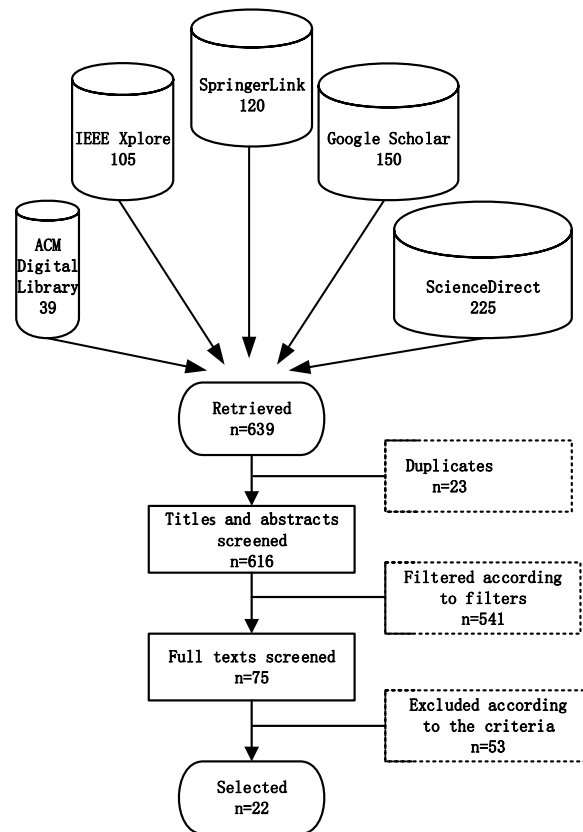 SpringerLink
120
IEEE Xplore
105
Google Scholar
150
ACM
Digital
Library
39
ScienceDirect
225
Retrieved
n=639
Duplicates
n=23
Titles and abstracts
screened
n=616
Filtered according
to filters
n=541
Full texts screened
n=75
Excluded according
to the criteria
n=53
Selected
n=22